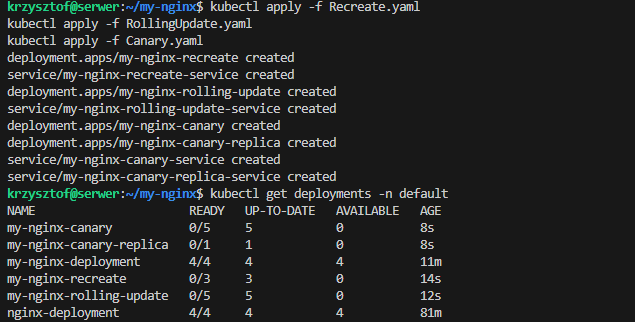 krzysztof@serwer:~/my-nginx$ kubectl apply -f Recreate.yaml
kubectl apply -f RollingUpdate.yaml
kubectl apply -f Canary.yaml
deployment.apps/my-nginx-recreate created
service/my-nginx-recreate-service created
deployment.apps/my-nginx-rolling-update created
service/my-nginx-rolling-update-service created
deployment.apps/my-nginx-canary created
deployment.apps/my-nginx-canary-replica created
service/my-nginx-canary-service created
service/my-nginx-canary-replica-service created
krzysztof@serwer:~/my-nginx$ kubectl get deployments -n default
NAME                      READY   UP-TO-DATE   AVAILABLE   AGE
my-nginx-canary           0/5     5            0           8s
my-nginx-canary-replica   0/1     1            0           8s
my-nginx-deployment       4/4     4            4           11m
my-nginx-recreate         0/3     3            0           14s
my-nginx-rolling-update   0/5     5            0           12s
nginx-deployment          4/4     4            4           81m